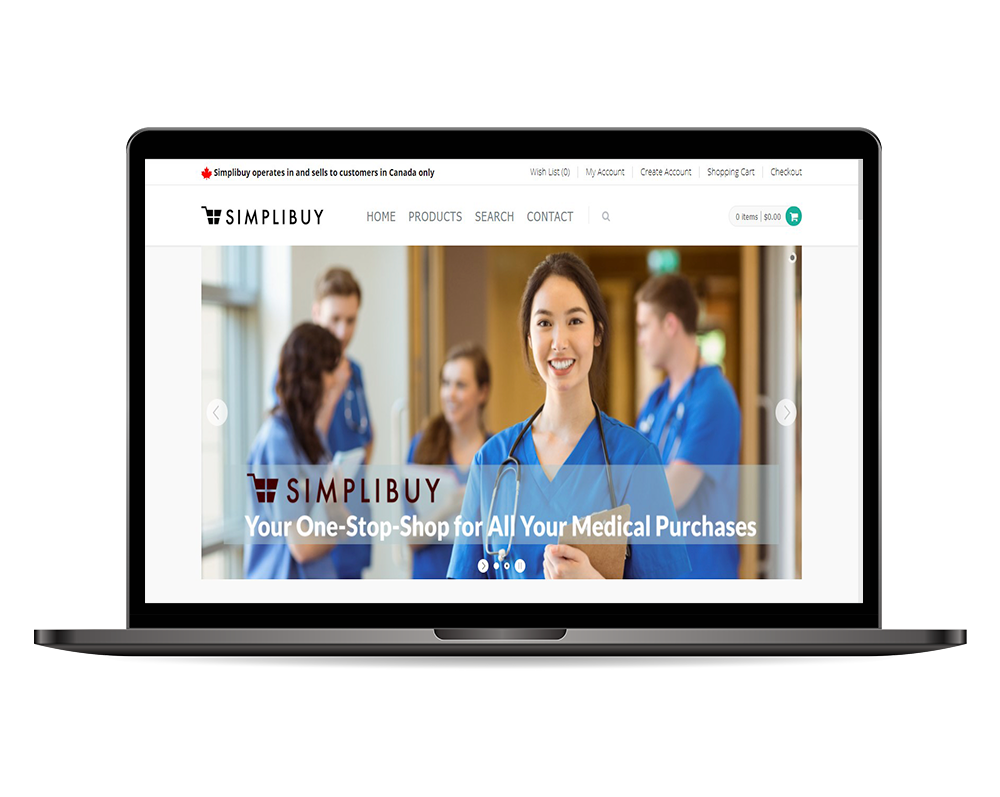 Simplibuy operates in and sells to customers in Canada only
Wish List (0) My Account Create Account Shopping Cart Checkout
SIMPLIBUY HOME PRODUCTS SEARCH CONTACT 0 items $0.00
SIMPLIBUY
Your One-Stop-Shop for All Your Medical Purchases